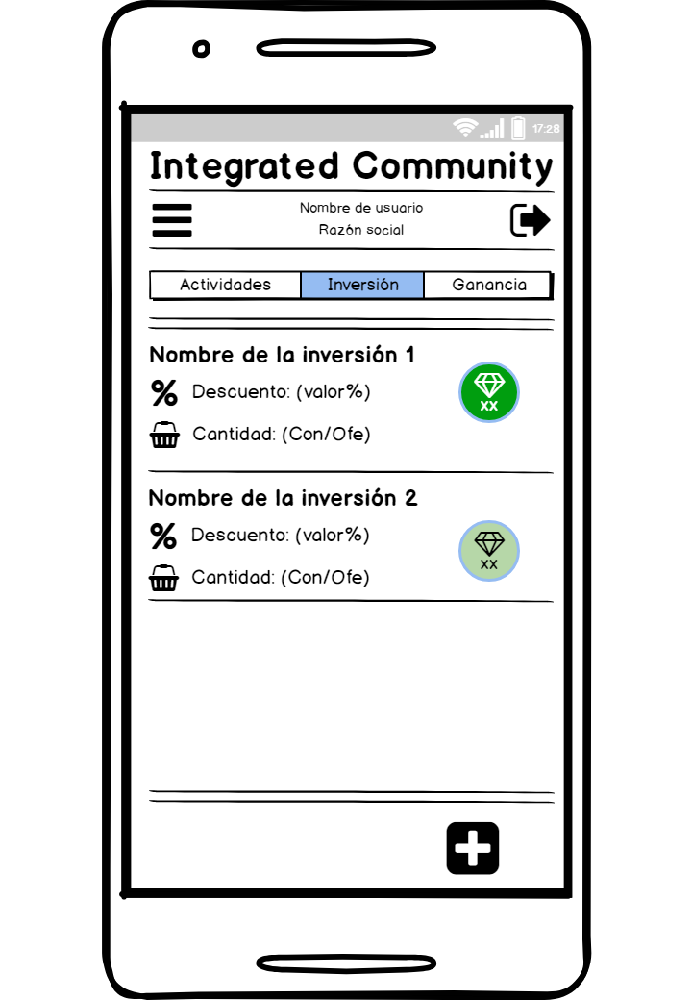 17:28
Integrated Community
Nombre de usuario
Razón social
Actividades Inversión Ganancia
Nombre de la inversión 1
% Descuento: (valor%)
XX
Cantidad: (Con/Ofe)
Nombre de la inversión 2
% Descuento: (valor%)
XX
Cantidad: (Con/Ofe)